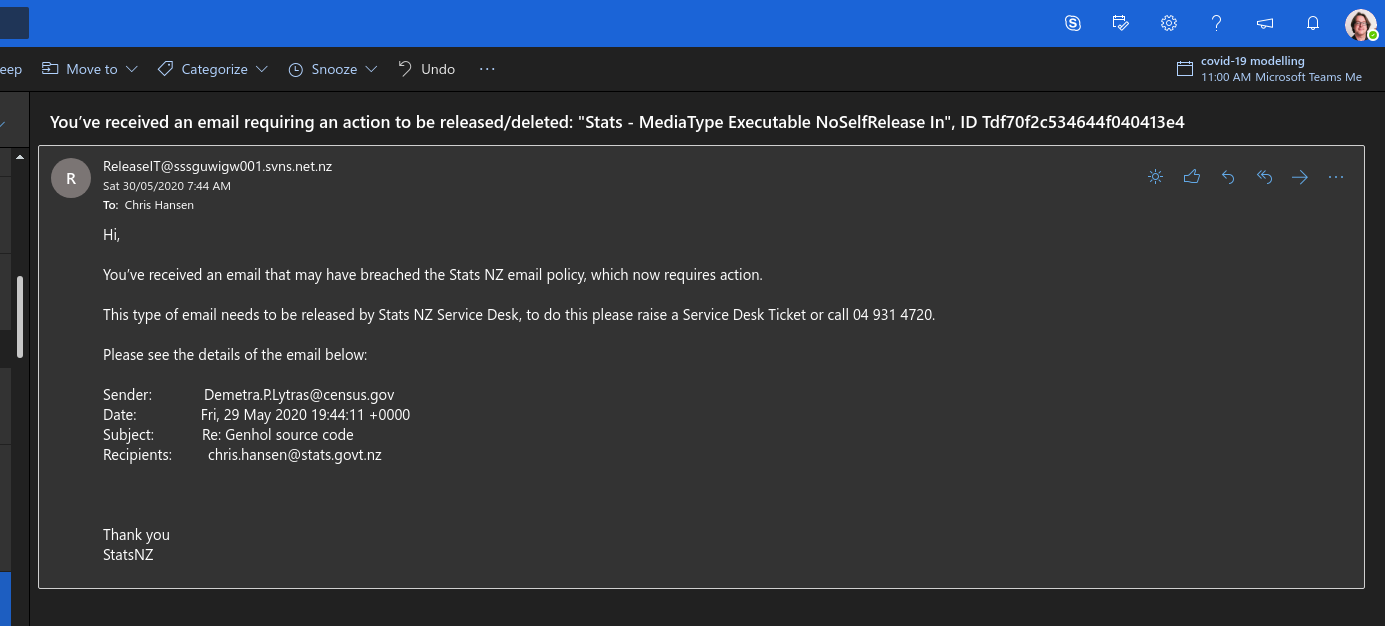 eep Move to Categorize Snooze Undo
covid-19 modelling
11:00 AM Microsoft Teams Me
You’ve received an email requiring an action to be released/deleted: "Stats - MediaType Executable NoSelfRelease In", ID Tdf70f2c534644f040413e4
R
ReleaseIT@sssguwigw001.svns.net.nz
Sat 30/05/2020 7:44 AM
To: Chris Hansen
Hi,
You’ve received an email that may have breached the Stats NZ email policy, which now requires action.
This type of email needs to be released by Stats NZ Service Desk, to do this please raise a Service Desk Ticket or call 04 931 4720.
Please see the details of the email below:
Sender: Demetra.P.Lytras@census.gov
Date: Fri, 29 May 2020 19:44:11 +0000
Subject: Re: Genhol source code
Recipients: chris.hansen@stats.govt.nz
Thank you
StatsNZ